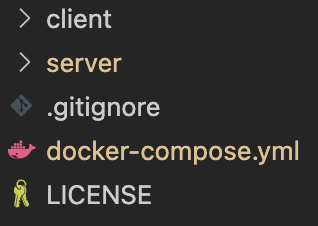 client
server
.gitignore
docker-compose.yml
LICENSE